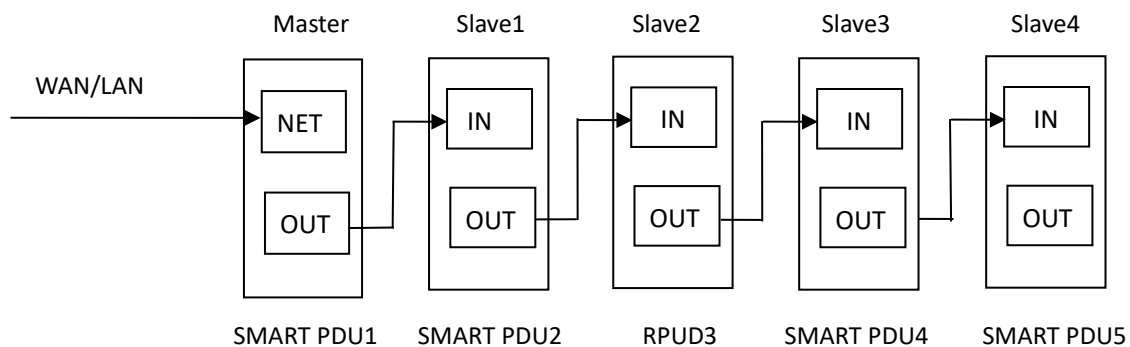 Master Slave1 Slave2 Slave3 Slave4
WAN/LAN
NET IN IN IN IN
OUT OUT OUT OUT OUT
SMART PDU1 SMART PDU2 RPUD3 SMART PDU4 SMART PDU5